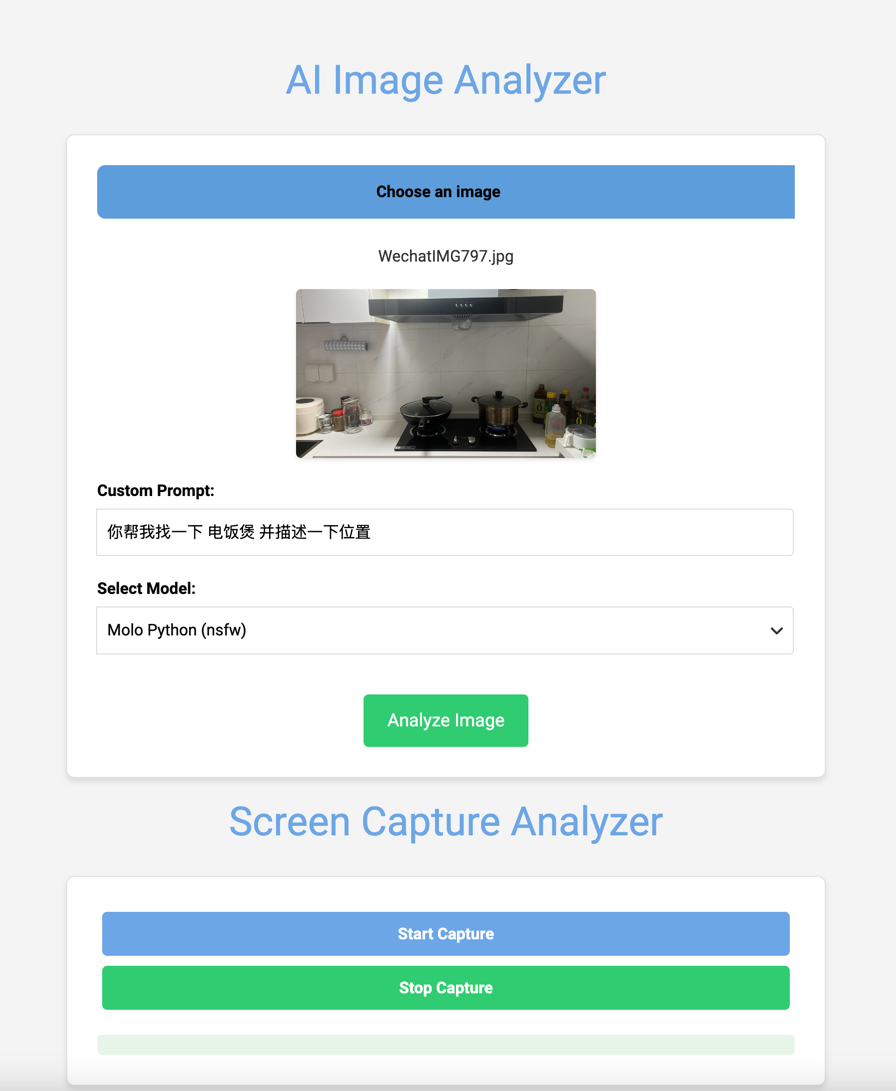 AI Image Analyzer
Choose an image
WechatIMG797.jpg
Custom Prompt:
你帮我找一下 电饭煲 并描述一下位置
Select Model:
Molo Python (nsfw)
Analyze Image
Screen Capture Analyzer
Start Capture
Stop Capture